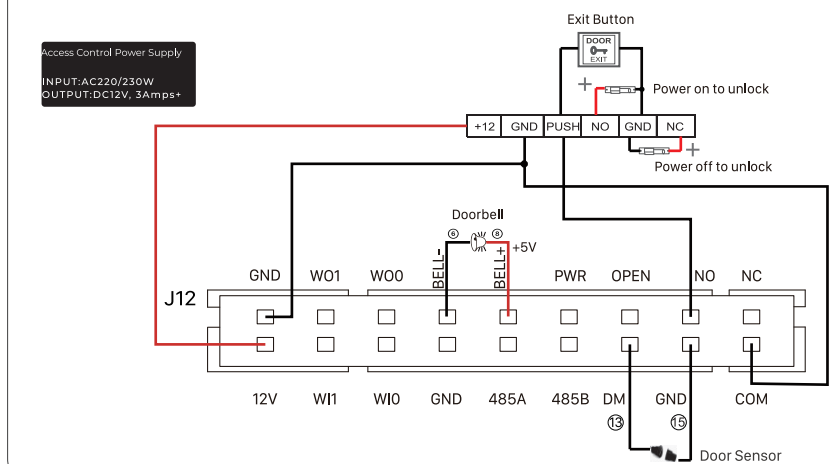 Exit Button
Access Control Power Supply
INPUT:AC220/230W
OUTPUT:DC12V, 3Amps+
DOOR
EXIT
+
Power on to unlock
+12 GND PUSH NO GND NC
+
Power off to unlock
Doorbell
⑥ ⑧ +5V
BELL- BELL+
GND WO1 WO0 PWR OPEN NO NC
J12
12V WI1 WI0 GND 485A 485B DM GND COM
⑬ ⑮
Door Sensor